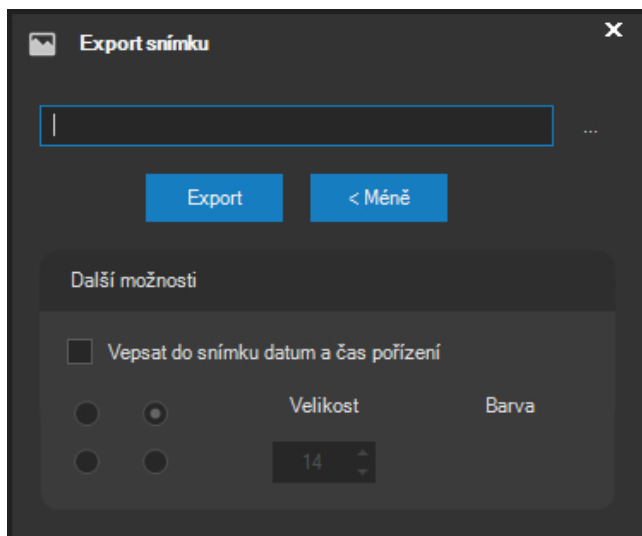 Export snímku
...
Export
< Méně
Další možnosti
Vepsat do snímku datum a čas pořízení
Velikost
Barva
14